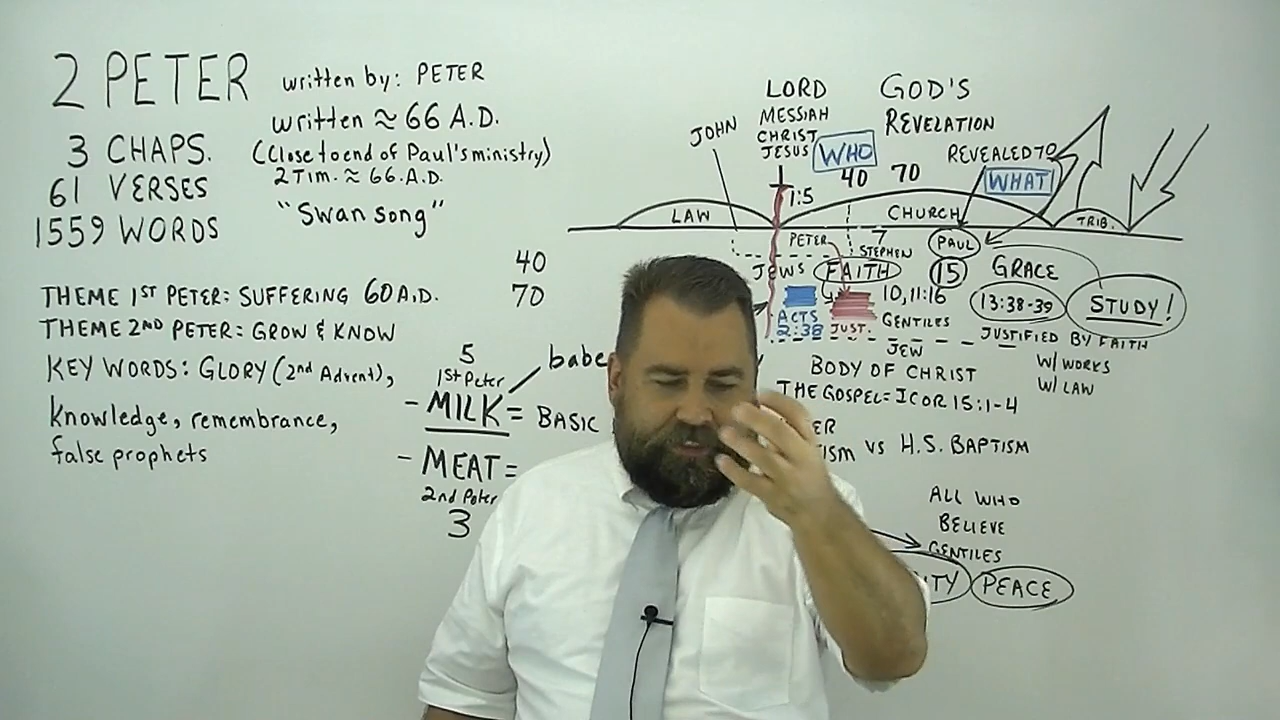 2 PETER
written by: PETER
written ≈ 66 A.D.
(Close to end of Paul's ministry)
2 Tim. ≈ 66.A.D.
"Swan song"
3 CHAPS.
61 VERSES
1559 WORDS
40
70
THEME 1ST PETER: SUFFERING 60 A.D.
THEME 2ND PETER: GROW & KNOW
KEY WORDS: GLORY (2nd Advent),
knowledge, remembrance,
false prophets
5
1st Peter
babe
- MILK = BASIC
- MEAT =
2nd Peter
3
JOHN
LORD
MESSIAH
CHRIST
JESUS
WHO
GOD'S
REVELATION
REVEALED TO
WHAT
40 70
1:5
LAW
CHURCH
TRIB.
PETER
7
STEPHEN
PAUL
JEWS
FAITH
15
GRACE
ACTS
2:38
JUST.
10, 11:16
GENTILES
13:38-39
STUDY!
JUSTIFIED BY FAITH
W/ WORKS
W/ LAW
JEW
BODY OF CHRIST
THE GOSPEL = I COR 15:1-4
ER
ISM VS H.S. BAPTISM
ALL WHO
BELIEVE
GENTILES
ITY
PEACE